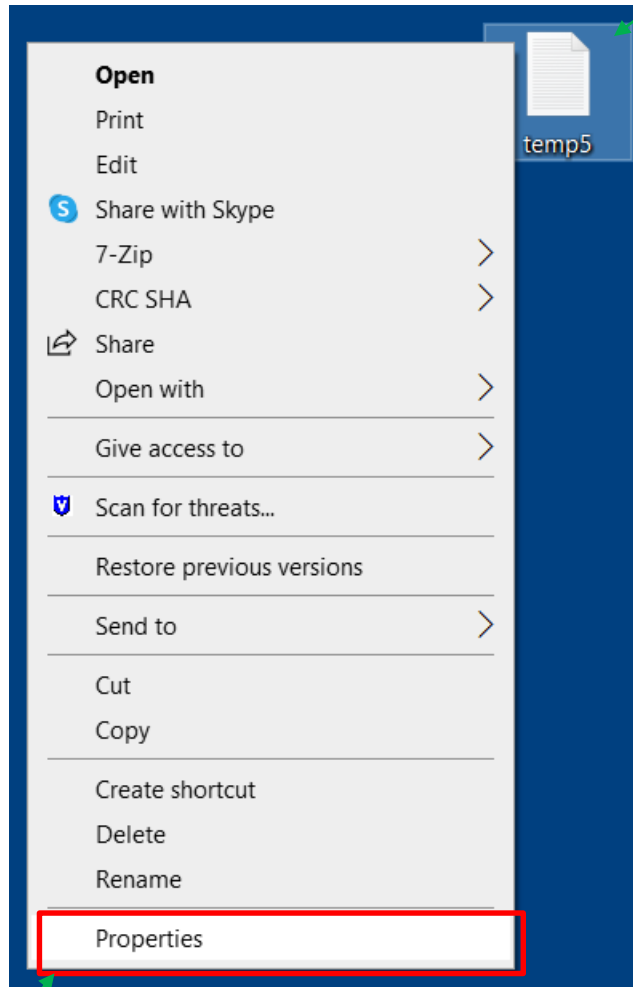 Open
temp5
Print
Edit
S
Share with Skype
7-Zip
CRC SHA
Share
Open with
Give access to
V
Scan for threats...
Restore previous versions
Send to
Cut
Copy
Create shortcut
Delete
Rename
Properties